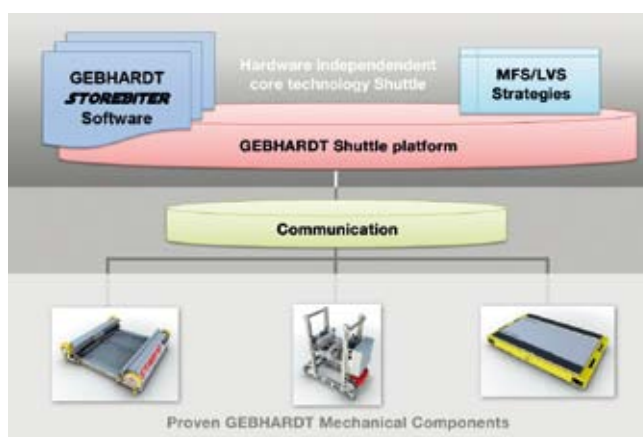 GEBHARDT
STOREBITER
Software
Hardware independent
core technology Shuttle
MFS/LVS
Strategies
GEBHARDT Shuttle platform
Communication
Proven GEBHARDT Mechanical Components